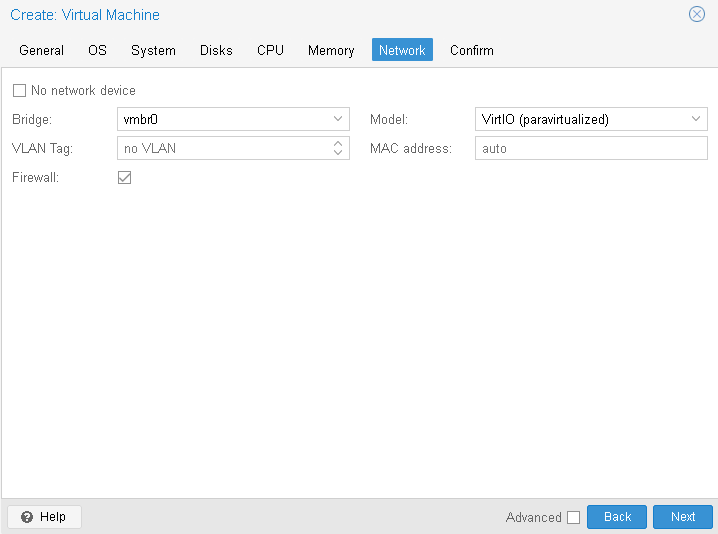 Create: Virtual Machine
General OS System Disks CPU Memory Network Confirm
No network device
Bridge: vmbr0 Model: VirtIO (paravirtualized)
VLAN Tag: no VLAN MAC address: auto
Firewall:
Help Advanced Back Next